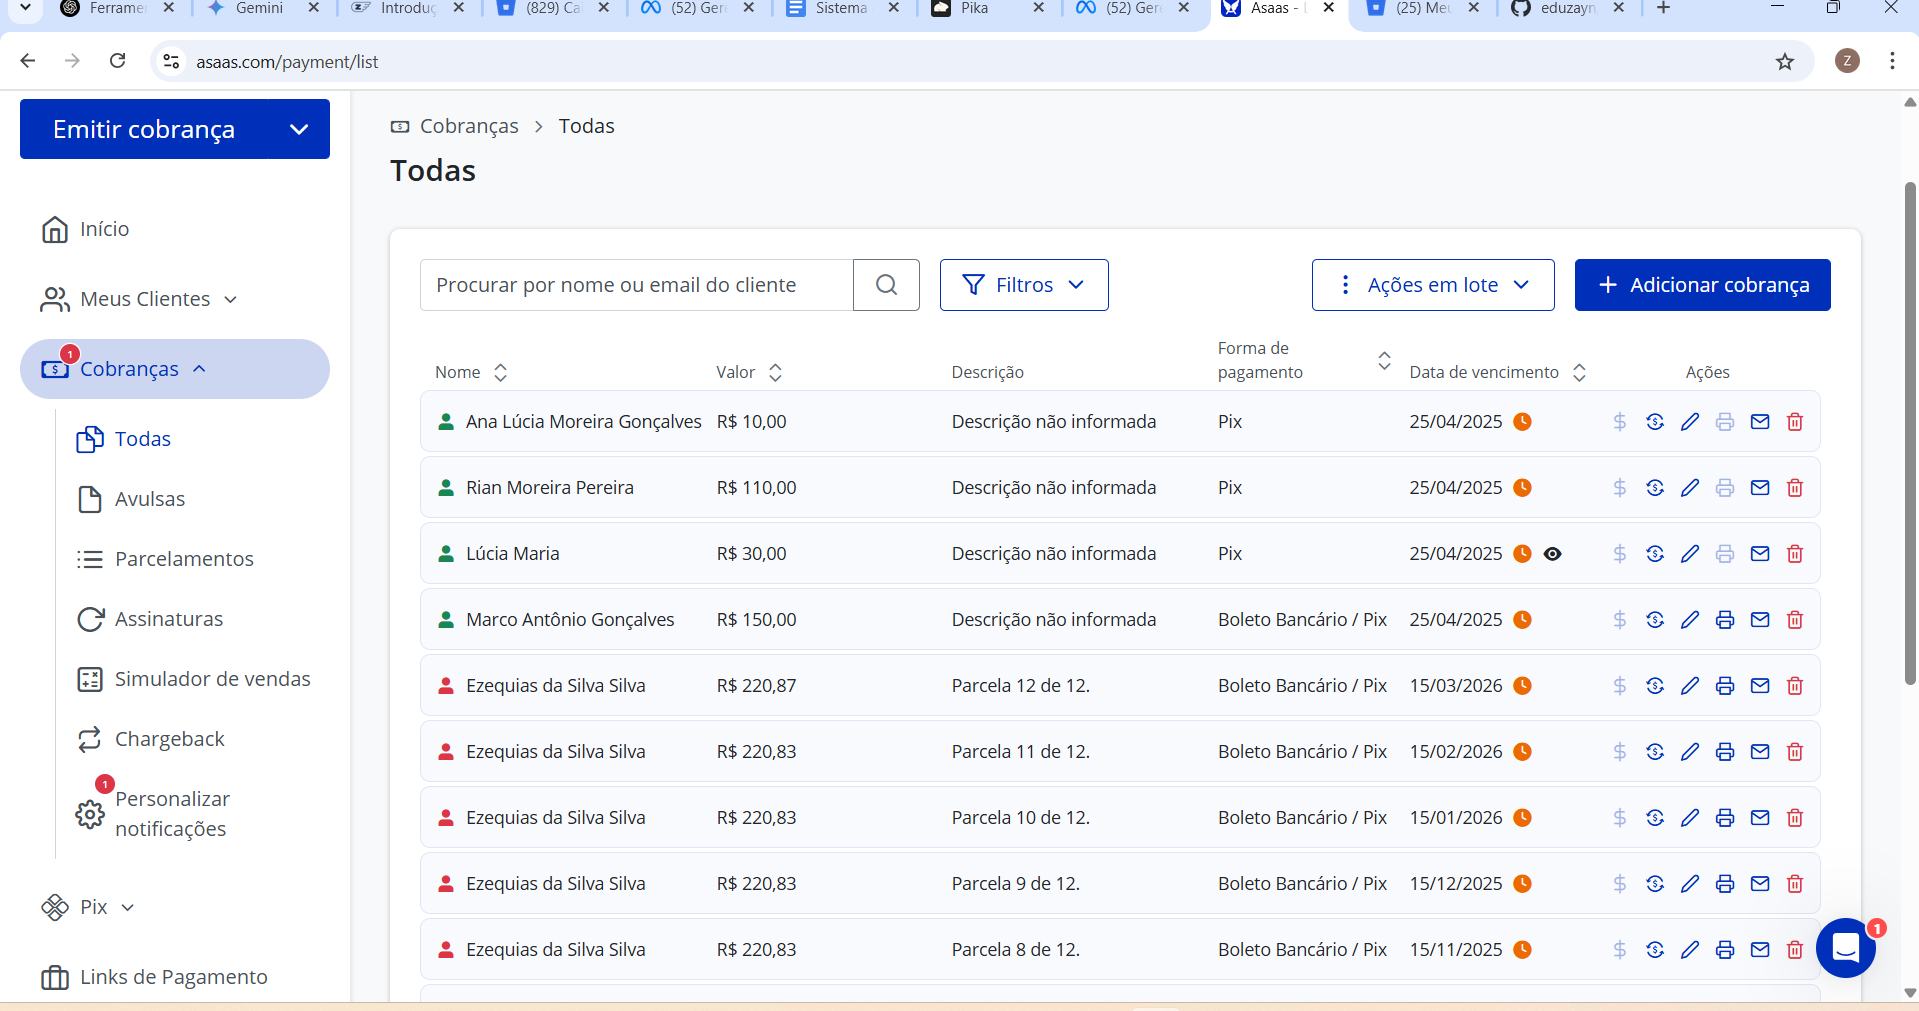 Ferramen
Gemini
Introduç
(829) Ca
(52) Gere
Sistema
Pika
(52) Gere
Asaas -
(25) Meu
eduzayn
asaas.com/payment/list
Z
Emitir cobrança
Início
Meus Clientes
1
Cobranças
Todas
Avulsas
Parcelamentos
Assinaturas
Simulador de vendas
Chargeback
1
Personalizar
notificações
Pix
Links de Pagamento
Cobranças > Todas
Todas
Procurar por nome ou email do cliente
Filtros
Ações em lote
+ Adicionar cobrança
Nome Valor Descrição Forma de pagamento Data de vencimento Ações
Ana Lúcia Moreira Gonçalves R$ 10,00 Descrição não informada Pix 25/04/2025
Rian Moreira Pereira R$ 110,00 Descrição não informada Pix 25/04/2025
Lúcia Maria R$ 30,00 Descrição não informada Pix 25/04/2025
Marco Antônio Gonçalves R$ 150,00 Descrição não informada Boleto Bancário / Pix 25/04/2025
Ezequias da Silva Silva R$ 220,87 Parcela 12 de 12. Boleto Bancário / Pix 15/03/2026
Ezequias da Silva Silva R$ 220,83 Parcela 11 de 12. Boleto Bancário / Pix 15/02/2026
Ezequias da Silva Silva R$ 220,83 Parcela 10 de 12. Boleto Bancário / Pix 15/01/2026
Ezequias da Silva Silva R$ 220,83 Parcela 9 de 12. Boleto Bancário / Pix 15/12/2025
Ezequias da Silva Silva R$ 220,83 Parcela 8 de 12. Boleto Bancário / Pix 15/11/2025
1